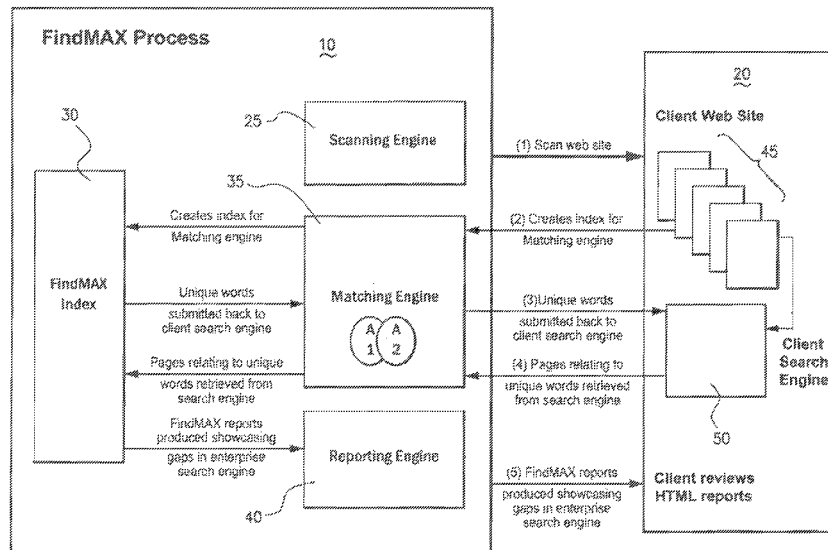 FindMAX Process
10
20
Client Web Site
45
25
Scanning Engine
(1) Scan web site
30
35
Creates index for
Matching engine
(2) Creates index for
Matching engine
FindMAX
Index
Matching Engine
A A
1 2
Unique words
submitted back to
client search engine
(3)Unique words
submitted back to
client search engine
Client
Search
Engine
Pages relating to unique
words retrieved from
search engine
(4) Pages relating to
unique words retrieved
from search engine
50
FindMAX reports
produced showcasing
gaps in enterprise
search engine
Reporting Engine
40
(5) FindMAX reports
produced showcasing
gaps in enterprise
search engine
Client reviews
HTML reports